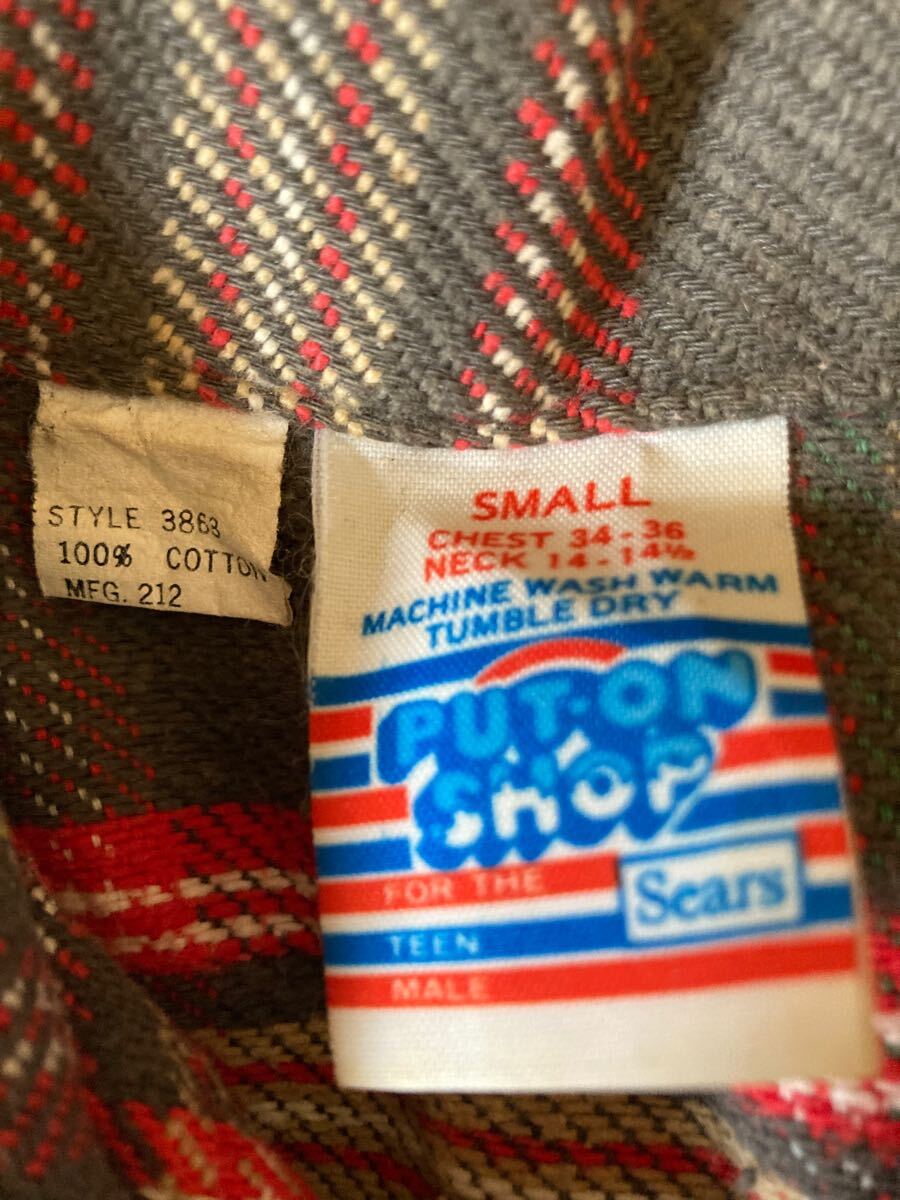 STYLE 3863
100% COTTON
MFG. 212
SMALL
CHEST 34-36
NECK 14-14½
MACHINE WASH WARM
TUMBLE DRY
PUT-ON
SHOP
FOR THE
TEEN
MALE
Sears